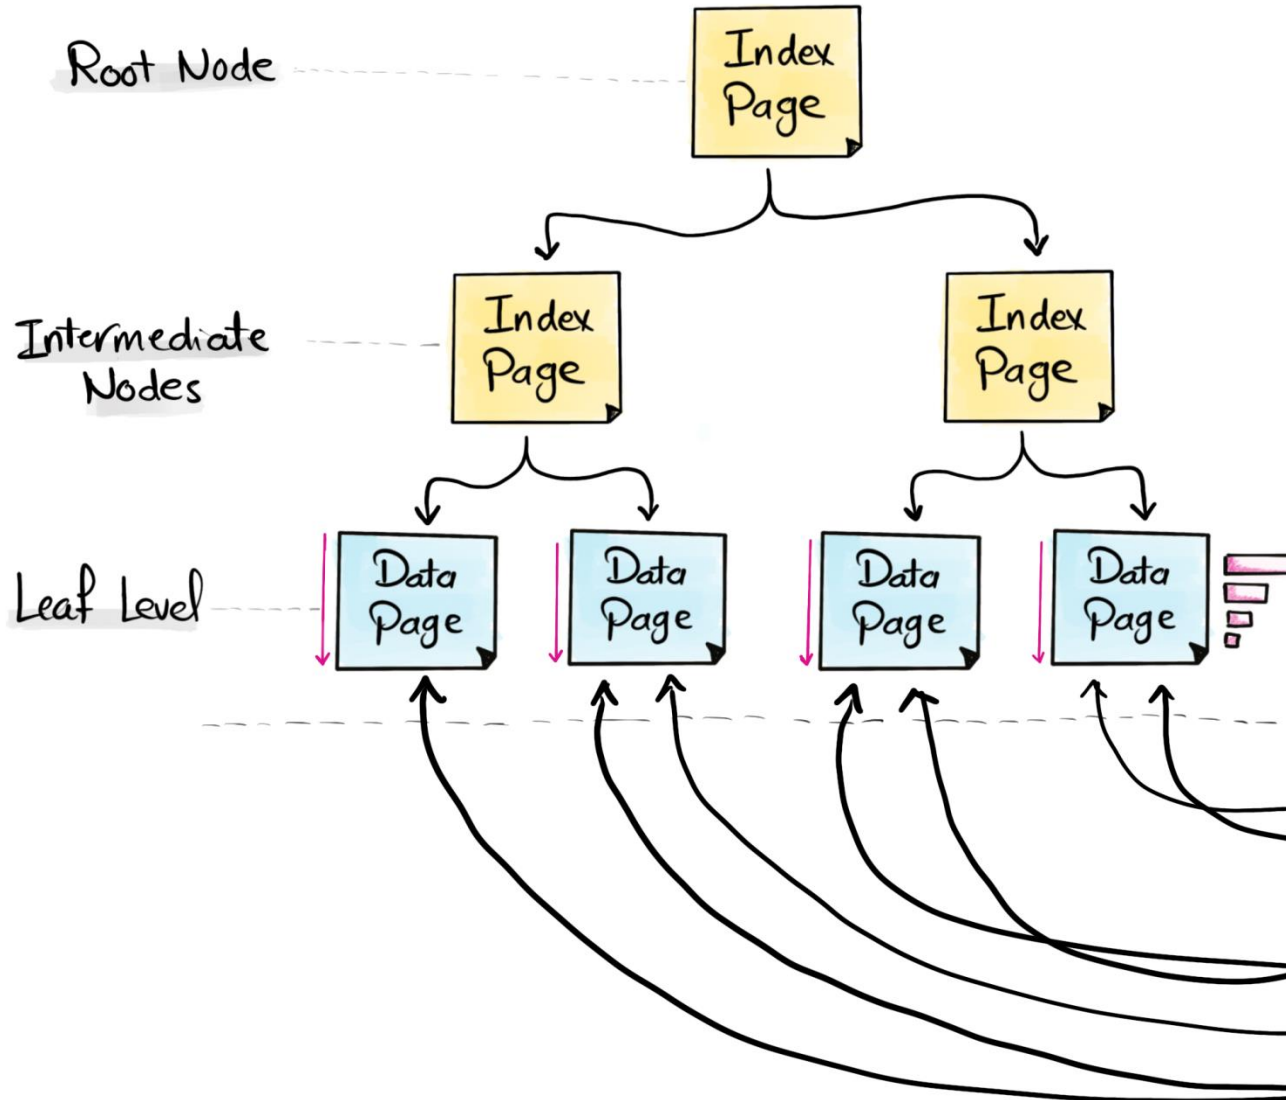 Root Node
Index
Page
Intermediate
Nodes
Index
Page
Index
Page
Leaf Level
Data
Page
Data
Page
Data
Page
Data
Page